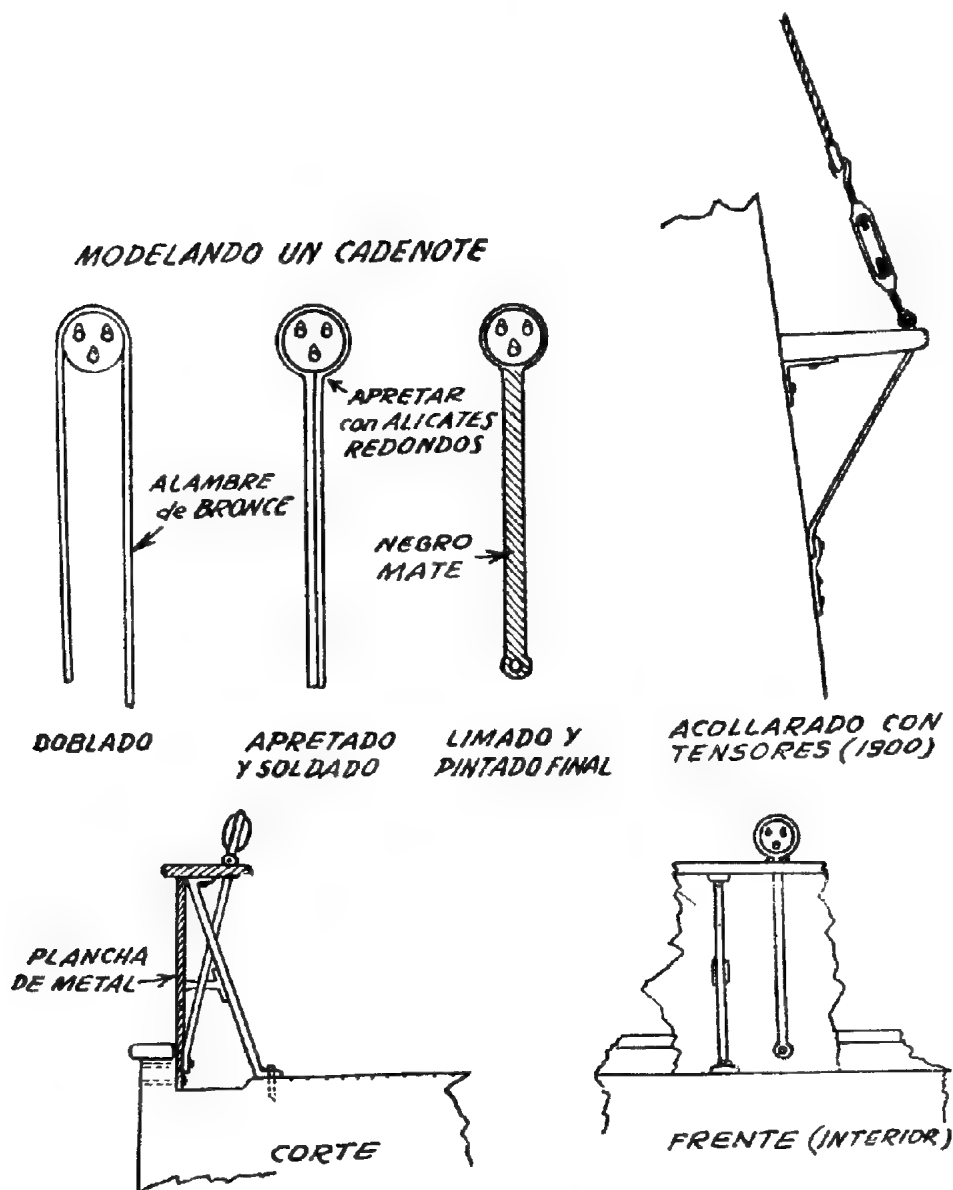 MODELANDO UN CADENOTE
APRETAR
con ALICATES
REDONDOS
ALAMBRE
de BRONCE
NEGRO
MATE
DOBLADO
APRETADO
Y SOLDADO
LIMADO Y
PINTADO FINAL
ACOLLARADO CON
TENSORES (1900)
PLANCHA
DE METAL
CORTE
FRENTE (INTERIOR)